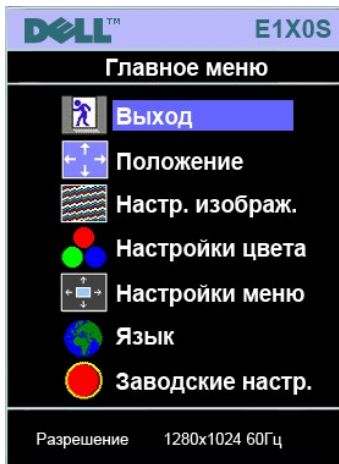 DELL™ E1X0S
Главное меню
Выход
Положение
Настр. изображ.
Настройки цвета
Настройки меню
Язык
Заводские настр.
Разрешение 1280x1024 60Гц